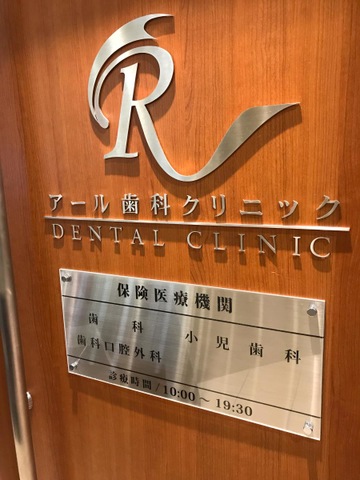 R
アール歯科クリニック
DENTAL CLINIC
保険医療機関
歯科 小児歯科
歯科口腔外科
診療時間/10:00～19:30